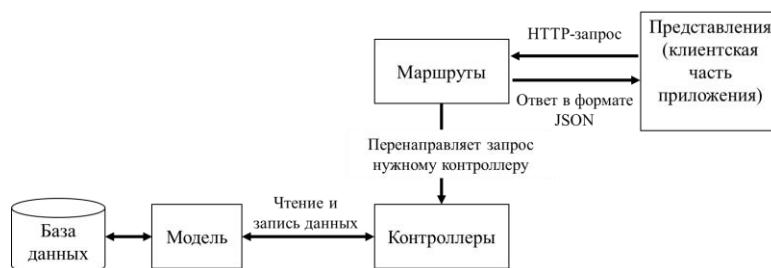 HTTP-запрос
Представления
(клиентская
часть
приложения)
Маршруты
Ответ в формате
JSON
Перенаправляет запрос
нужному контроллеру
База
данных
Модель
Чтение и
запись данных
Контроллеры